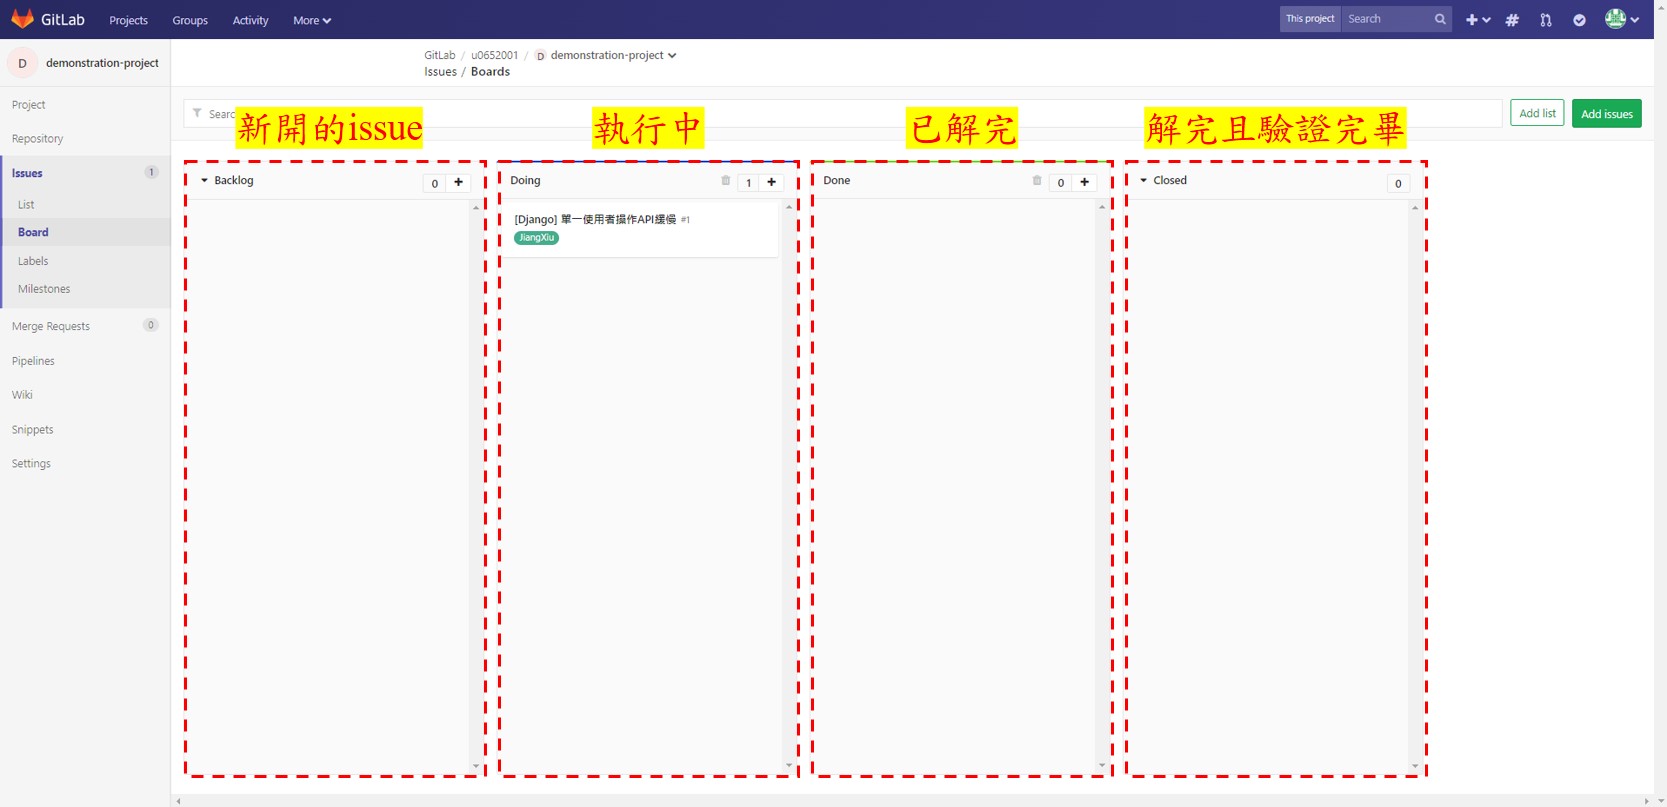 GitLab Projects Groups Activity More This project Search
D demonstration-project
GitLab / u0652001 / D demonstration-project
Issues / Boards
Project
Repository
Issues 1
List
Board
Labels
Milestones
Merge Requests 0
Pipelines
Wiki
Snippets
Settings
Searc
Add list Add issues
新開的issue 執行中 已解完 解完且驗證完畢
Backlog 0
Doing 1
[Django] 單一使用者操作API緩慢 #1
JiangXiu
Done 0
Closed 0